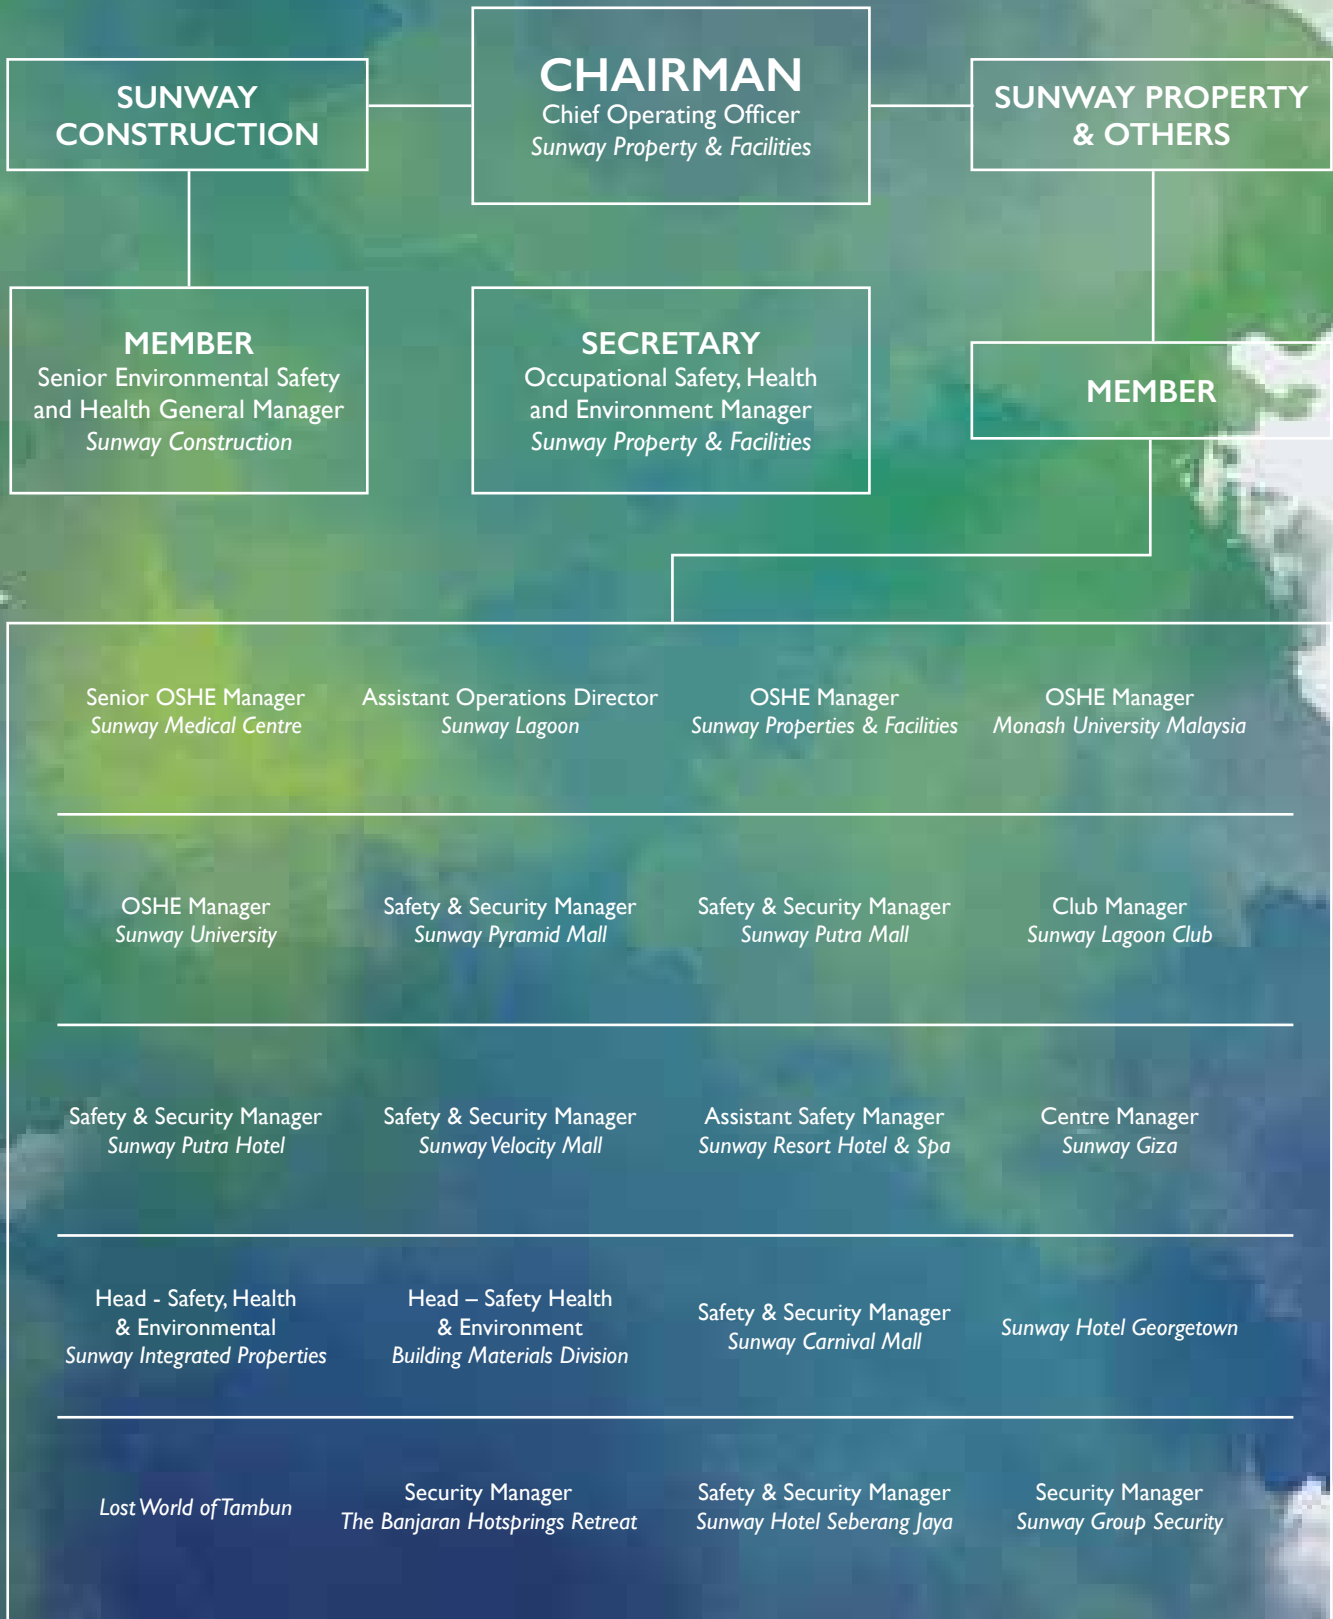 SUNWAY
CONSTRUCTION
CHAIRMAN
Chief Operating Officer
Sunway Property & Facilities
SUNWAY PROPERTY
& OTHERS
MEMBER
Senior Environmental Safety
and Health General Manager
Sunway Construction
SECRETARY
Occupational Safety, Health
and Environment Manager
Sunway Property & Facilities
MEMBER
Senior OSHE Manager
Sunway Medical Centre
Assistant Operations Director
Sunway Lagoon
OSHE Manager
Sunway Properties & Facilities
OSHE Manager
Monash University Malaysia
OSHE Manager
Sunway University
Safety & Security Manager
Sunway Pyramid Mall
Safety & Security Manager
Sunway Putra Mall
Club Manager
Sunway Lagoon Club
Safety & Security Manager
Sunway Putra Hotel
Safety & Security Manager
Sunway Velocity Mall
Assistant Safety Manager
Sunway Resort Hotel & Spa
Centre Manager
Sunway Giza
Head - Safety, Health
& Environmental
Sunway Integrated Properties
Head – Safety Health
& Environment
Building Materials Division
Safety & Security Manager
Sunway Carnival Mall
Sunway Hotel Georgetown
Lost World of Tambun
Security Manager
The Banjaran Hotsprings Retreat
Safety & Security Manager
Sunway Hotel Seberang Jaya
Security Manager
Sunway Group Security